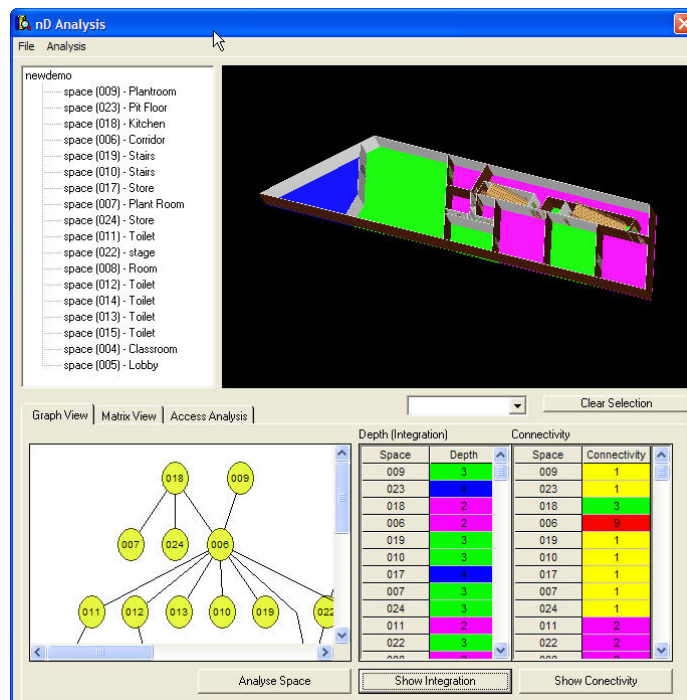 nD Analysis
File Analysis
newdemo
space (009) - Plantroom
space (023) - Pit Floor
space (018) - Kitchen
space (006) - Corridor
space (019) - Stairs
space (010) - Stairs
space (017) - Store
space (007) - Plant Room
space (024) - Store
space (011) - Toilet
space (022) - stage
space (008) - Room
space (012) - Toilet
space (014) - Toilet
space (013) - Toilet
space (015) - Toilet
space (004) - Classroom
space (005) - Lobby
Clear Selection
Graph View Matrix View Access Analysis
018 009
007 024 006
011 012 013 010 019 022
Depth (Integration)
Space Depth
009 3
023 4
018 2
006 2
019 3
010 3
017 4
007 3
024 3
011 2
022 3
Connectivity
Space Connectivity
009 1
023 1
018 3
006 9
019 1
010 1
017 1
007 1
024 1
011 2
022 2
Analyse Space Show Integration Show Conectivity